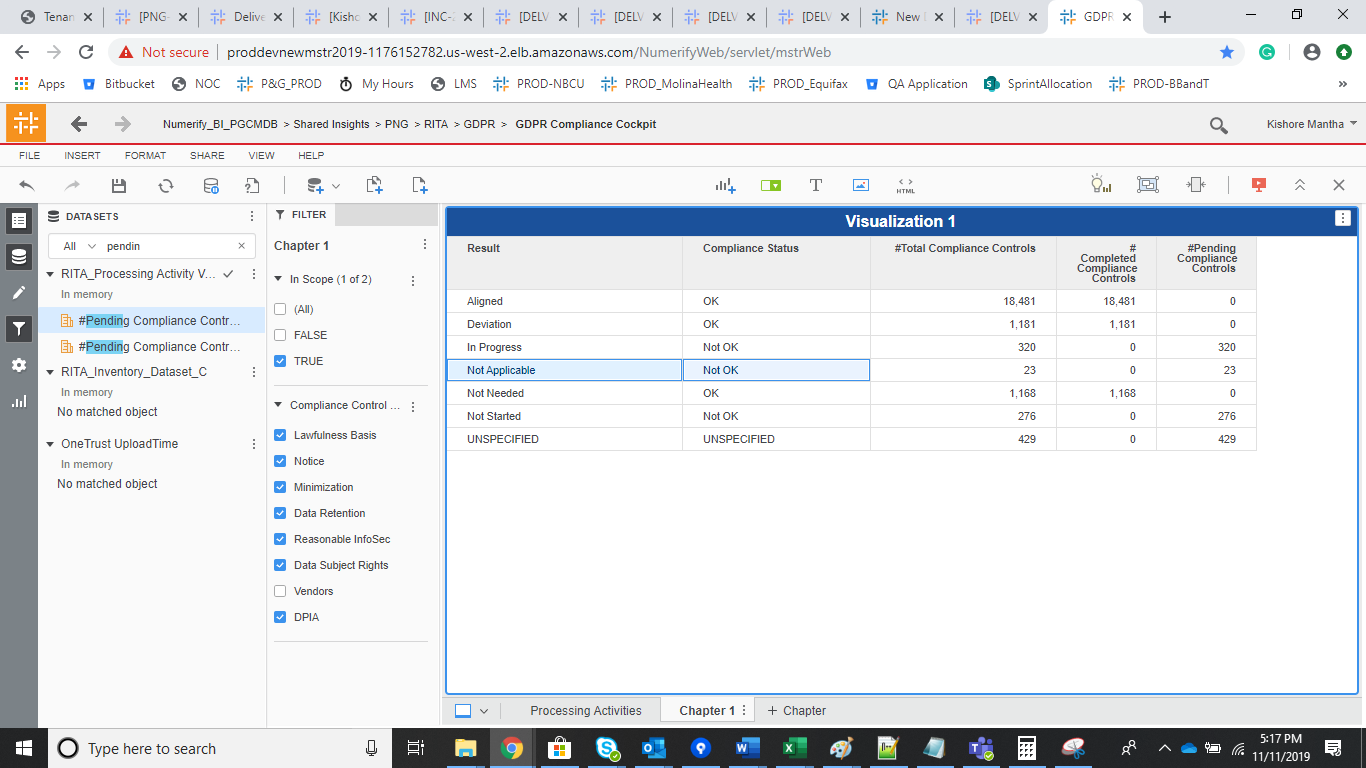 Tenan
[PNG-
Delive
[Kisho
[INC-2
[DELV
[DELV
[DELV
[DELV
New I
[DELV
GDPR
Not secure
proddevnewmstr2019-1176152782.us-west-2.elb.amazonaws.com/NumerifyWeb/servlet/mstrWeb
Apps
Bitbucket
NOC
P&G_PROD
My Hours
LMS
PROD-NBCU
PROD_MolinaHealth
PROD_Equifax
QA Application
SprintAllocation
PROD-BBandT
»
Numerify_BI_PGCMDB > Shared Insights > PNG > RITA > GDPR > GDPR Compliance Cockpit
Kishore Mantha
FILE
INSERT
FORMAT
SHARE
VIEW
HELP
HTML
DATASETS
All
pendin
RITA_Processing Activity V...
In memory
#Pending Compliance Contr...
#Pending Compliance Contr...
RITA_Inventory_Dataset_C
In memory
No matched object
OneTrust UploadTime
In memory
No matched object
FILTER
Chapter 1
In Scope (1 of 2)
(All)
FALSE
TRUE
Compliance Control ...
Lawfulness Basis
Notice
Minimization
Data Retention
Reasonable InfoSec
Data Subject Rights
Vendors
DPIA
Visualization 1
Result Compliance Status #Total Compliance Controls # Completed Compliance Controls #Pending Compliance Controls
Aligned OK 18,481 18,481 0
Deviation OK 1,181 1,181 0
In Progress Not OK 320 0 320
Not Applicable Not OK 23 0 23
Not Needed OK 1,168 1,168 0
Not Started Not OK 276 0 276
UNSPECIFIED UNSPECIFIED 429 0 429
Processing Activities
Chapter 1
+ Chapter
Type here to search
5:17 PM
11/11/2019